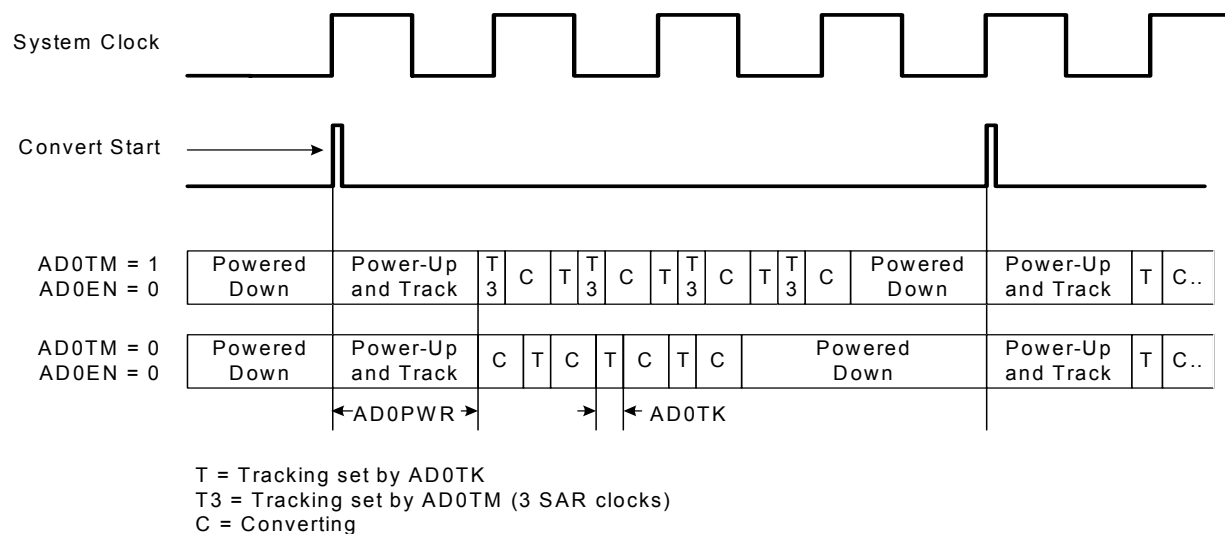 System Clock
Convert Start
AD0TM = 1
AD0EN = 0
Powered
Down
Power-Up
and Track
T
3
C
T
T
3
C
T
T
3
C
T
T
3
C
Powered
Down
Power-Up
and Track
T
C..
AD0TM = 0
AD0EN = 0
Powered
Down
Power-Up
and Track
C
T
C
T
C
T
C
Powered
Down
Power-Up
and Track
T
C..
AD0PWR
AD0TK
T = Tracking set by AD0TK
T3 = Tracking set by AD0TM (3 SAR clocks)
C = Converting